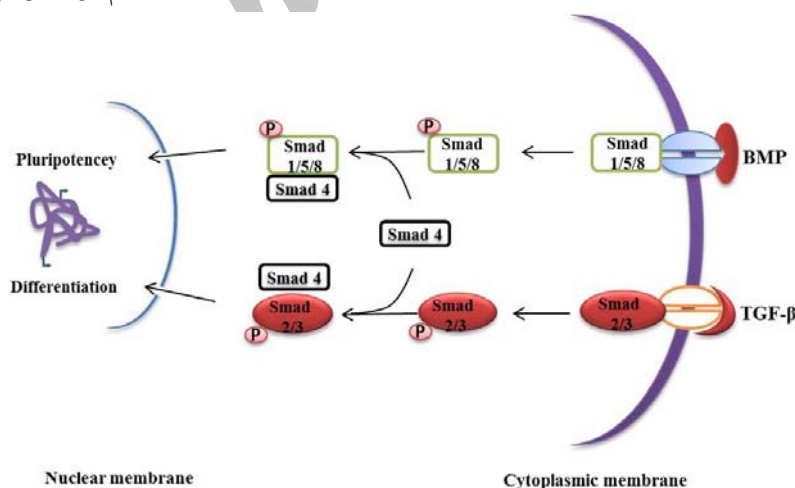 P
P
Smad
1/5/8
Smad 4
Smad
1/5/8
Smad
1/5/8
BMP
Pluripotencey
Smad 4
Differentiation
Smad 4
Smad
2/3
P
Smad
2/3
P
Smad
2/3
TGF-β
Nuclear membrane
Cytoplasmic membrane